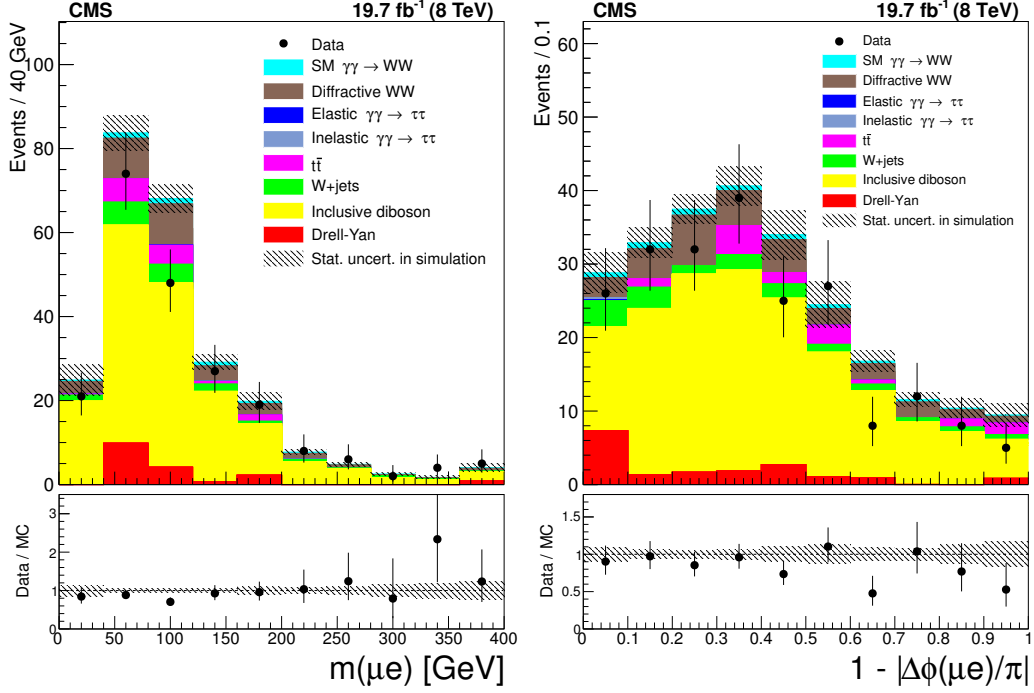 CMS 19.7 fb⁻¹ (8 TeV)
Events / 40 GeV
100
80
60
40
20
0
Data
SM γγ → WW
Diffractive WW
Elastic γγ → ττ
Inelastic γγ → ττ
tt̄
W+jets
Inclusive diboson
Drell-Yan
Stat. uncert. in simulation
Data / MC
3
2
1
0
0 50 100 150 200 250 300 350 400
m(μe) [GeV]
CMS 19.7 fb⁻¹ (8 TeV)
Events / 0.1
60
50
40
30
20
10
0
Data
SM γγ → WW
Diffractive WW
Elastic γγ → ττ
Inelastic γγ → ττ
tt̄
W+jets
Inclusive diboson
Drell-Yan
Stat. uncert. in simulation
Data / MC
1.5
1.0
0.5
0.0
0 0.1 0.2 0.3 0.4 0.5 0.6 0.7 0.8 0.9 1
1 - |Δϕ(μe)/π|